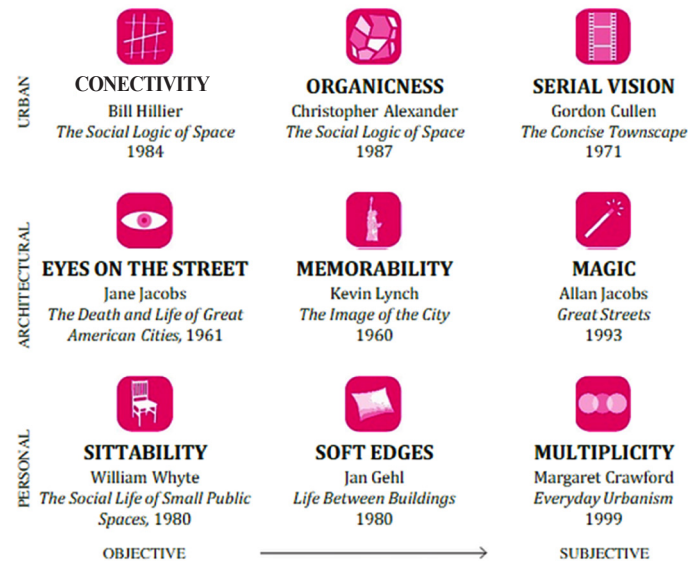 URBAN
CONECTIVITY
Bill Hillier
The Social Logic of Space
1984
ORGANICNESS
Christopher Alexander
The Social Logic of Space
1987
SERIAL VISION
Gordon Cullen
The Concise Townscape
1971
ARCHITECTURAL
EYES ON THE STREET
Jane Jacobs
The Death and Life of Great
American Cities, 1961
MEMORABILITY
Kevin Lynch
The Image of the City
1960
MAGIC
Allan Jacobs
Great Streets
1993
PERSONAL
SITTABILITY
William Whyte
The Social Life of Small Public
Spaces, 1980
SOFT EDGES
Jan Gehl
Life Between Buildings
1980
MULTIPLICITY
Margaret Crawford
Everyday Urbanism
1999
OBJECTIVE
SUBJECTIVE